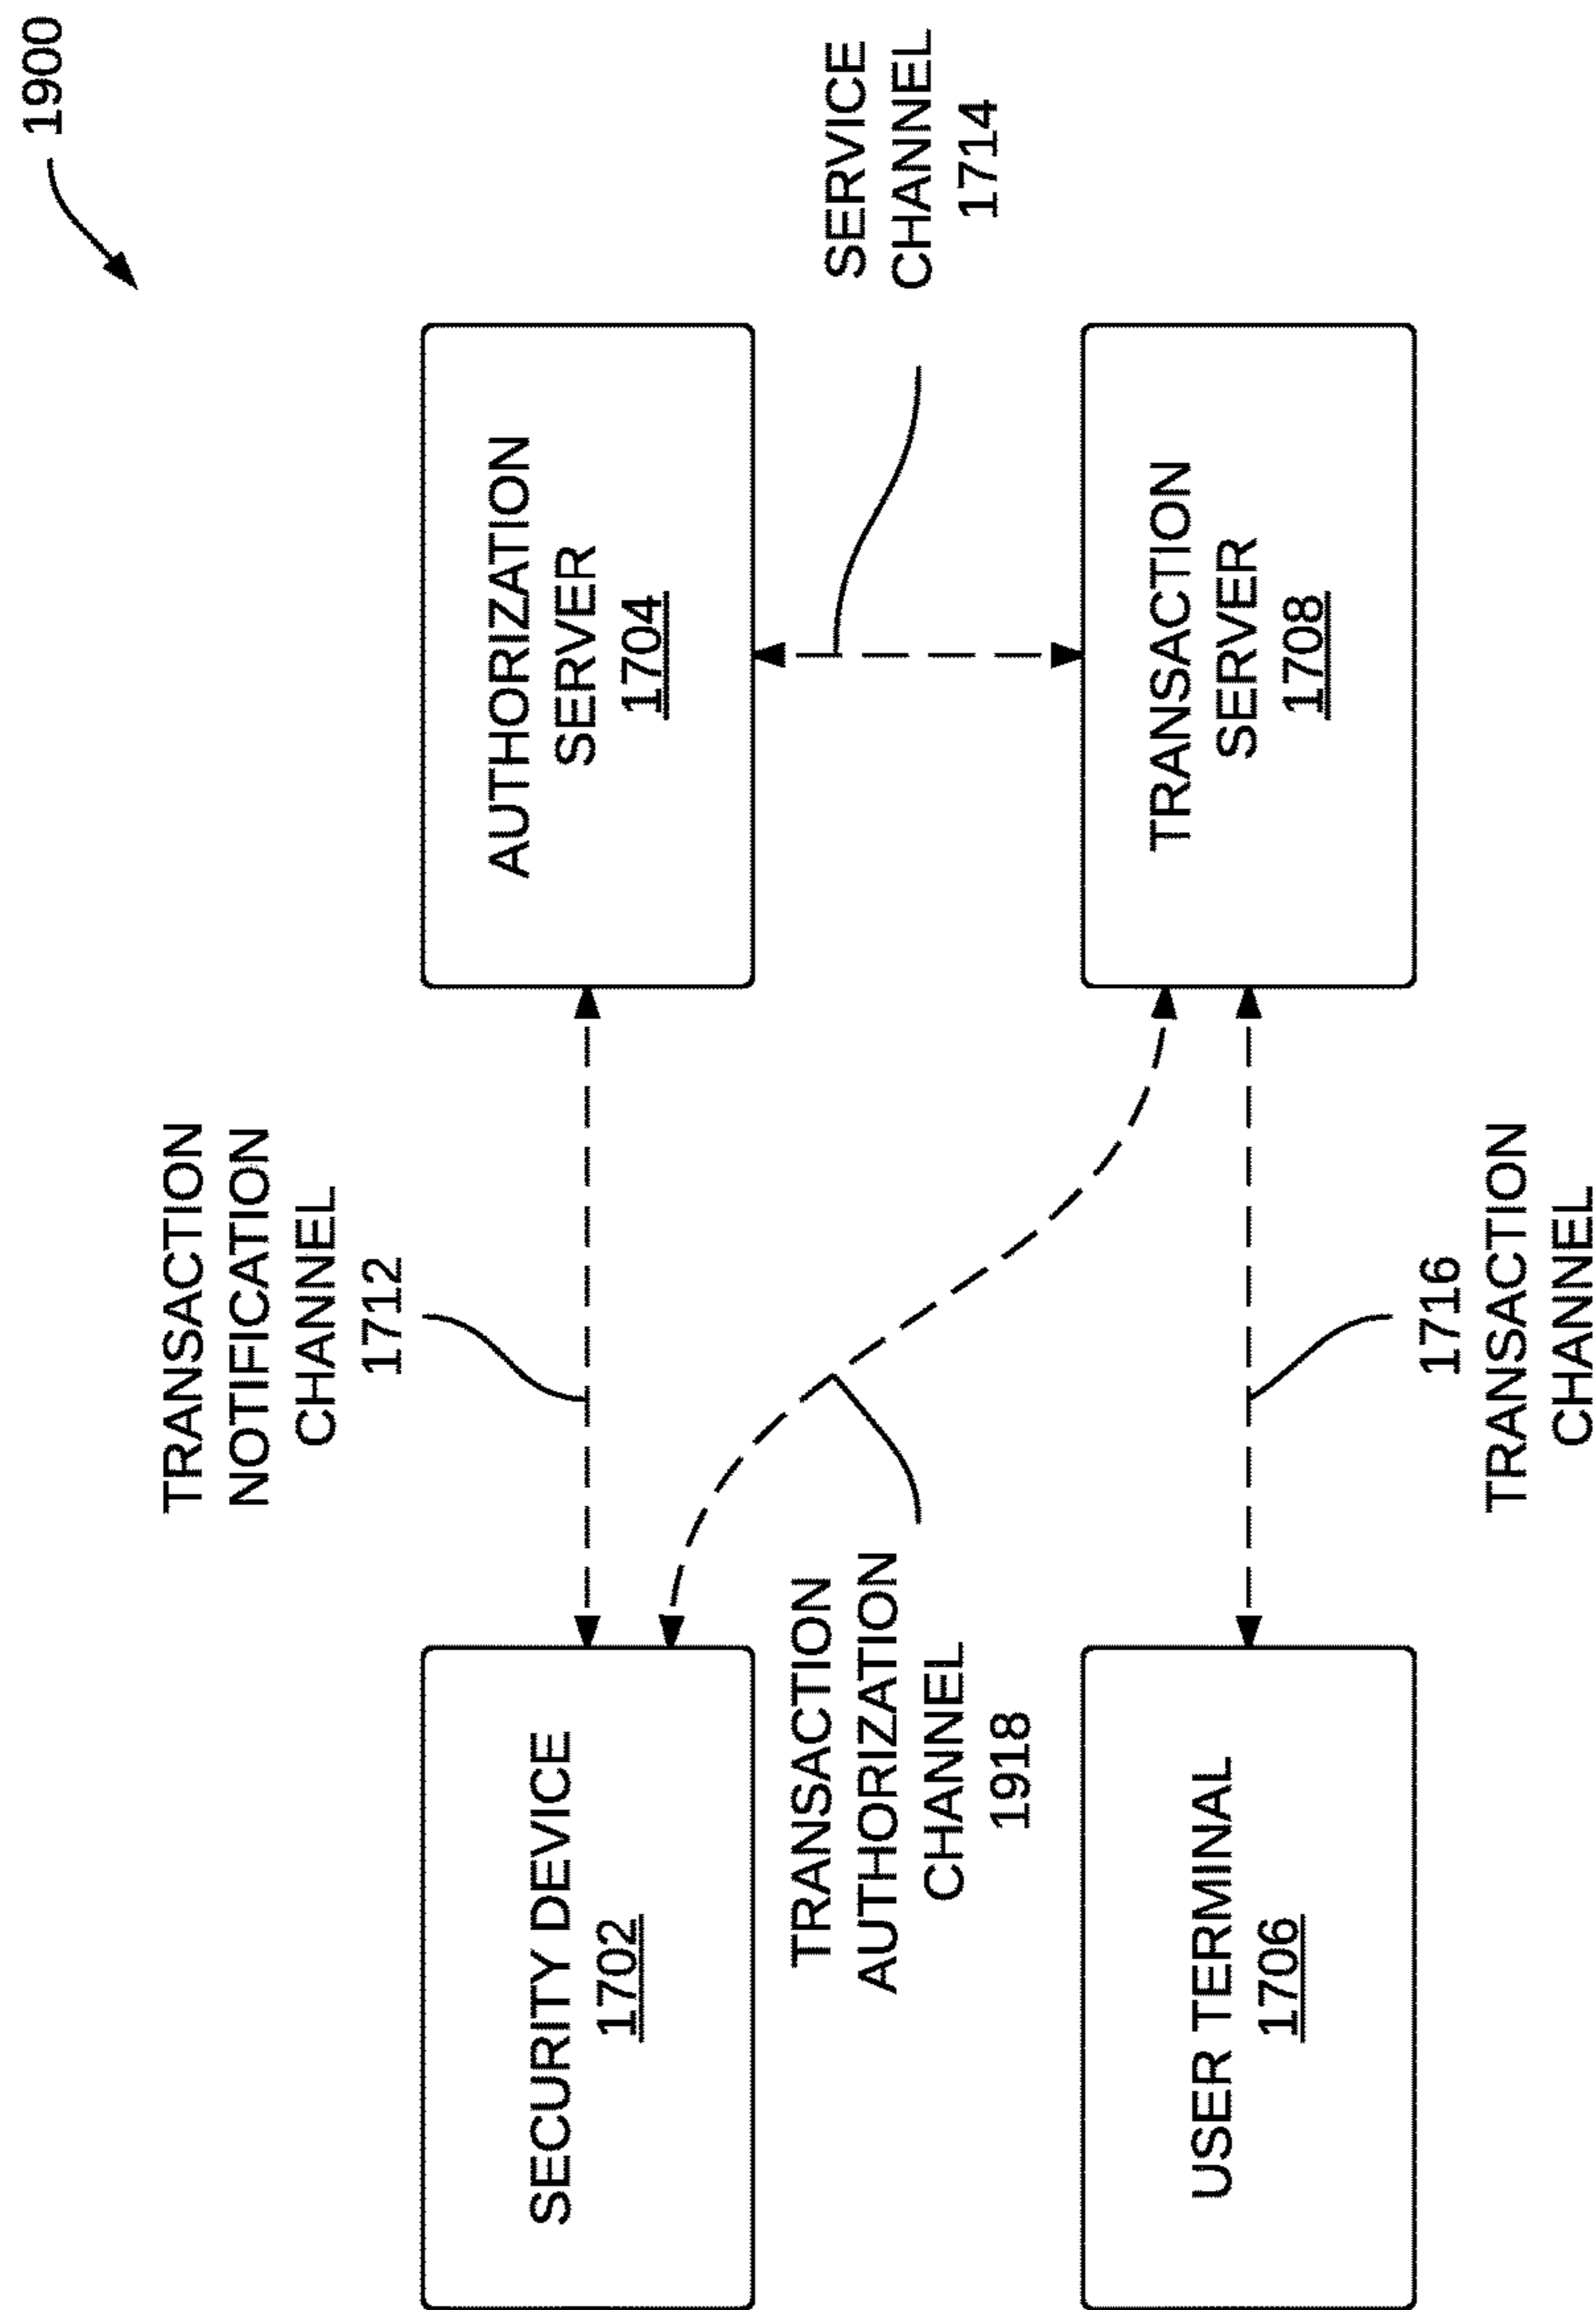 1900
TRANSACTION
NOTIFICATION
CHANNEL
1712
SECURITY DEVICE
1702
AUTHORIZATION
SERVER
1704
SERVICE
CHANNEL
1714
TRANSACTION
AUTHORIZATION
CHANNEL
1918
USER TERMINAL
1706
TRANSACTION
SERVER
1708
1716
TRANSACTION
CHANNEL